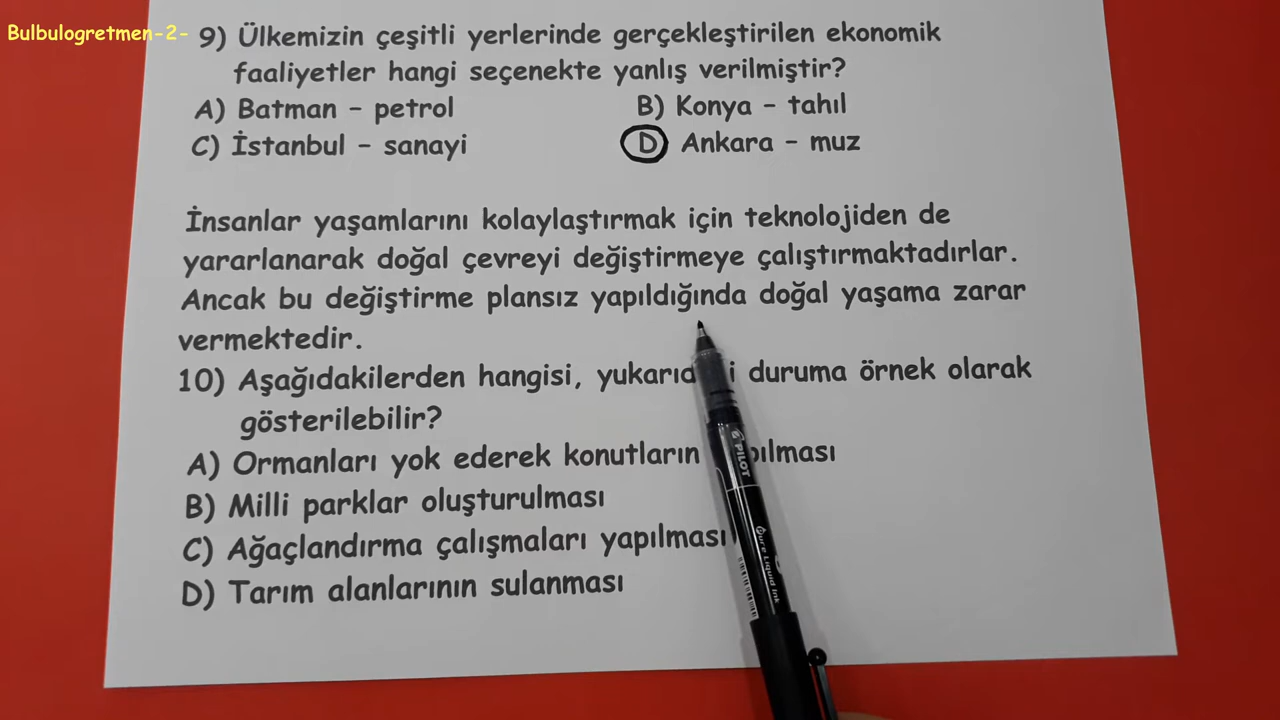 Bulbulogretmen-2-
9) Ülkemizin çeşitli yerlerinde gerçekleştirilen ekonomik
faaliyetler hangi seçenekte yanlış verilmiştir?
A) Batman - petrol B) Konya - tahıl
C) İstanbul - sanayi D) Ankara - muz
İnsanlar yaşamlarını kolaylaştırmak için teknolojiden de
yararlanarak doğal çevreyi değiştirmeye çalıştırmaktadırlar.
Ancak bu değiştirme plansız yapıldığında doğal yaşama zarar
vermektedir.
10) Aşağıdakilerden hangisi, duruma örnek olarak
gösterilebilir?
A) Ormanları yok ederek konutların
B) Milli parklar oluşturulması
C) Ağaçlandırma çalışmaları yapılması
D) Tarım alanlarının sulanması
PILOT
Pure Liquid Ink